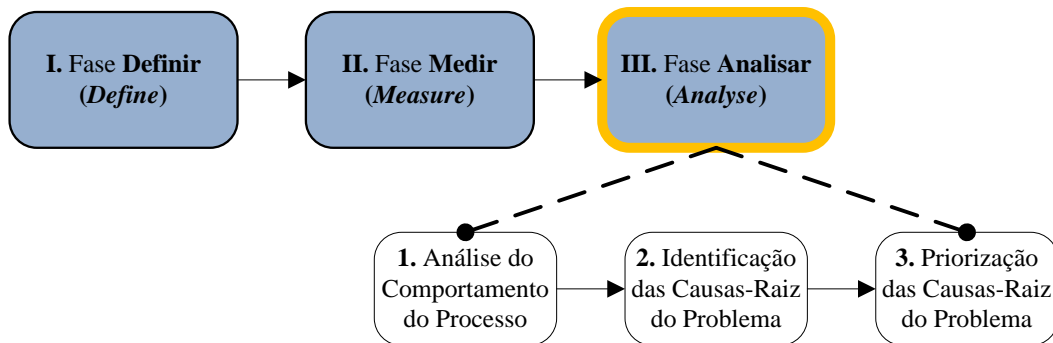 I. Fase Definir
(Define)
II. Fase Medir
(Measure)
III. Fase Analisar
(Analyse)
1. Análise do
Comportamento
do Processo
2. Identificação
das Causas-Raiz
do Problema
3. Priorização
das Causas-Raiz
do Problema